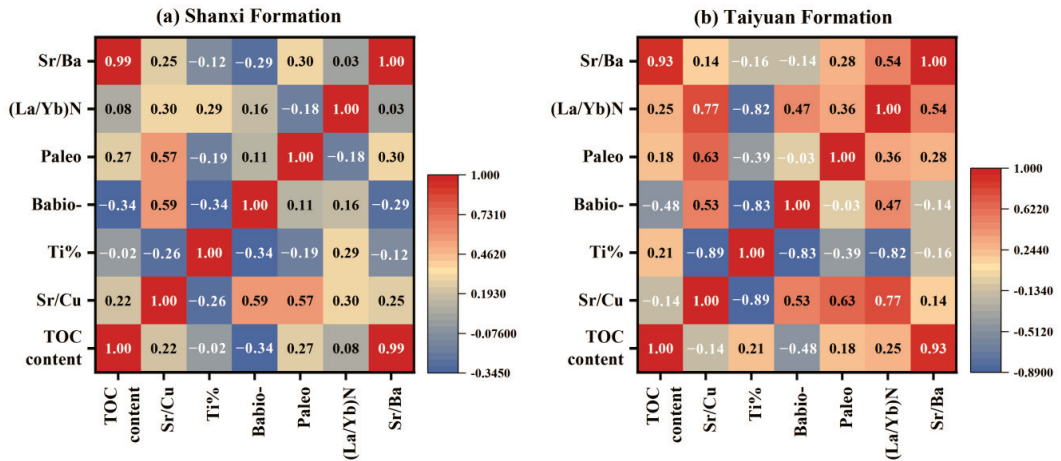 (a) Shanxi Formation
Sr/Ba 0.99 0.25 −0.12 −0.29 0.30 0.03 1.00
(La/Yb)N 0.08 0.30 0.29 0.16 −0.18 1.00 0.03
Paleo 0.27 0.57 −0.19 0.11 1.00 −0.18 0.30
Babio- −0.34 0.59 −0.34 1.00 0.11 0.16 −0.29
Ti% −0.02 −0.26 1.00 −0.34 −0.19 0.29 −0.12
Sr/Cu 0.22 1.00 −0.26 0.59 0.57 0.30 0.25
TOC
content
1.00 0.22 −0.02 −0.34 0.27 0.08 0.99
TOC
content
Sr/Cu
Ti%
Babio-
Paleo
(La/Yb)N
Sr/Ba
1.000
0.7310
0.4620
0.1930
-0.07600
-0.3450
(b) Taiyuan Formation
Sr/Ba 0.93 0.14 −0.16 −0.14 0.28 0.54 1.00
(La/Yb)N 0.25 0.77 −0.82 0.47 0.36 1.00 0.54
Paleo 0.18 0.63 −0.39 −0.03 1.00 0.36 0.28
Babio- −0.48 0.53 −0.83 1.00 −0.03 0.47 −0.14
Ti% 0.21 −0.89 1.00 −0.83 −0.39 −0.82 −0.16
Sr/Cu −0.14 1.00 −0.89 0.53 0.63 0.77 0.14
TOC
content
1.00 −0.14 0.21 −0.48 0.18 0.25 0.93
TOC
content
Sr/Cu
Ti%
Babio-
Paleo
(La/Yb)N
Sr/Ba
1.000
0.6220
0.2440
-0.1340
-0.5120
-0.8900